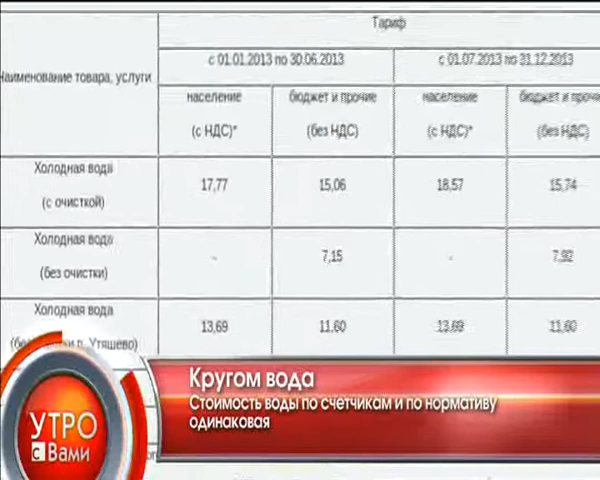 Тариф
с 01.01.2013 по 30.06.2013
с 01.07.2013 по 31.12.2013
Наименование товара, услуги
население
бюджет и прочие
население
бюджет и прочие
(с НДС)*
(без НДС)
(с НДС)*
(без НДС)
Холодная вода
(с очисткой)
17,77
15,06
18,57
15,74
Холодная вода
(без очистки)
-
7,15
-
7,92
Холодная вода
п. Утяшево)
13,69
11,60
13,69
11,60
Кругом вода
Стоимость воды по счетчикам и по нормативу
одинаковая
УТРО
с Вами